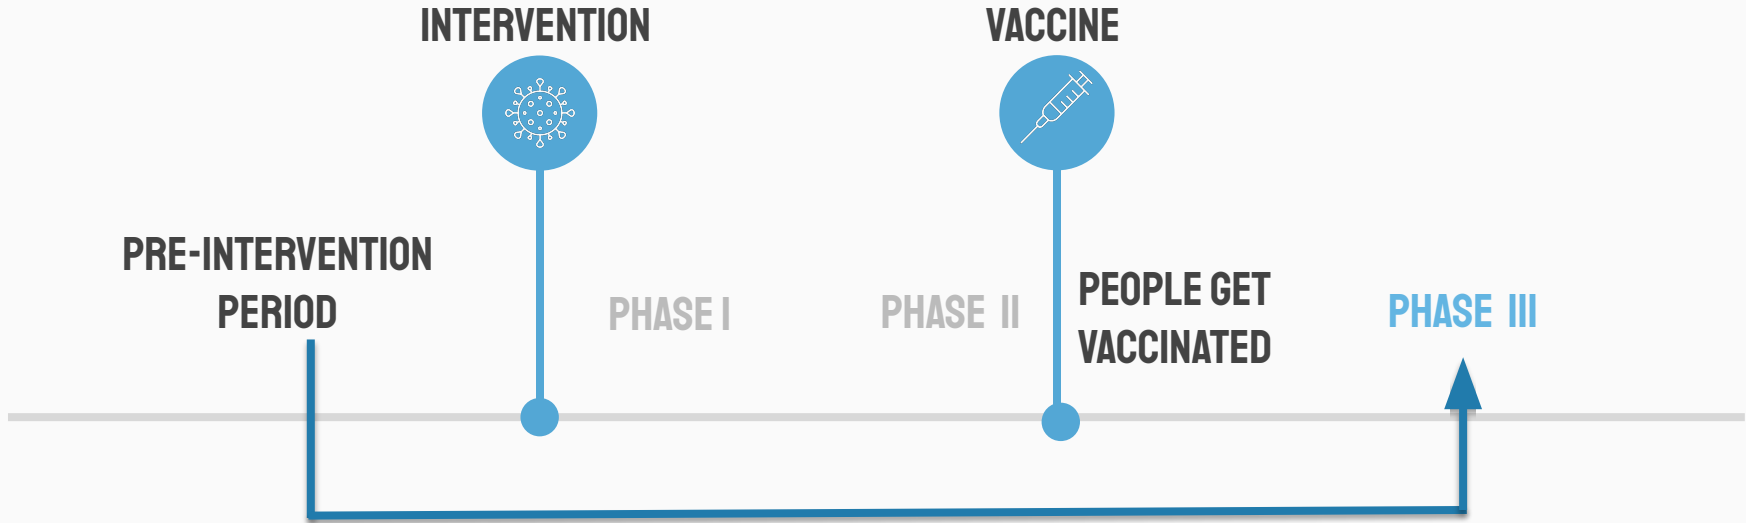 INTERVENTION
VACCINE
PRE-INTERVENTION
PERIOD
PHASE I
PHASE II
PEOPLE GET
VACCINATED
PHASE III